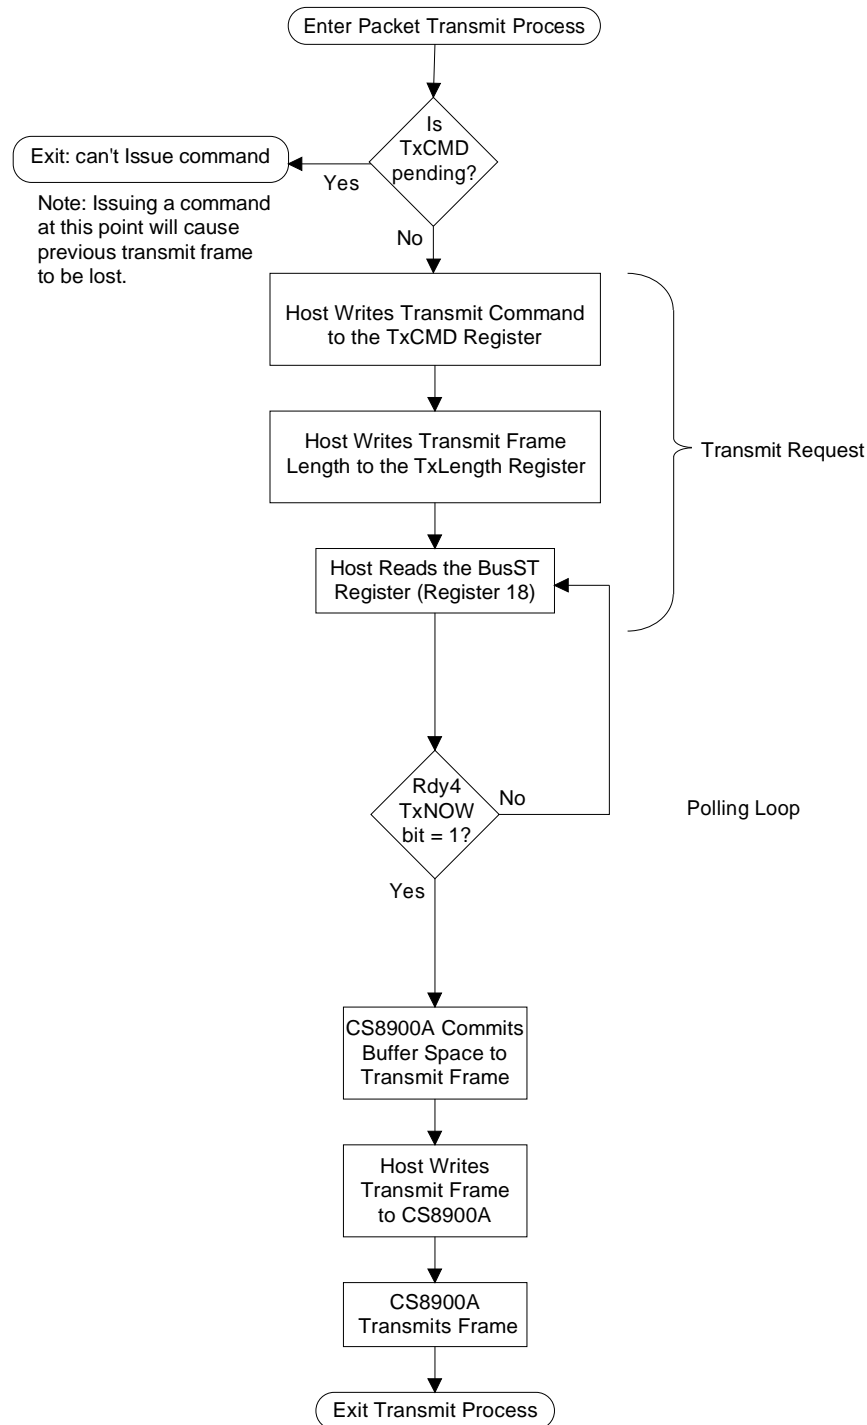 Enter Packet Transmit Process
Is
TxCMD
pending?
Exit: can't Issue command
Yes
Note: Issuing a command
at this point will cause
previous transmit frame
to be lost.
No
Host Writes Transmit Command
to the TxCMD Register
Host Writes Transmit Frame
Length to the TxLength Register
Transmit Request
Host Reads the BusST
Register (Register 18)
Rdy4
TxNOW
bit = 1?
No
Polling Loop
Yes
CS8900A Commits
Buffer Space to
Transmit Frame
Host Writes
Transmit Frame
to CS8900A
CS8900A
Transmits Frame
Exit Transmit Process